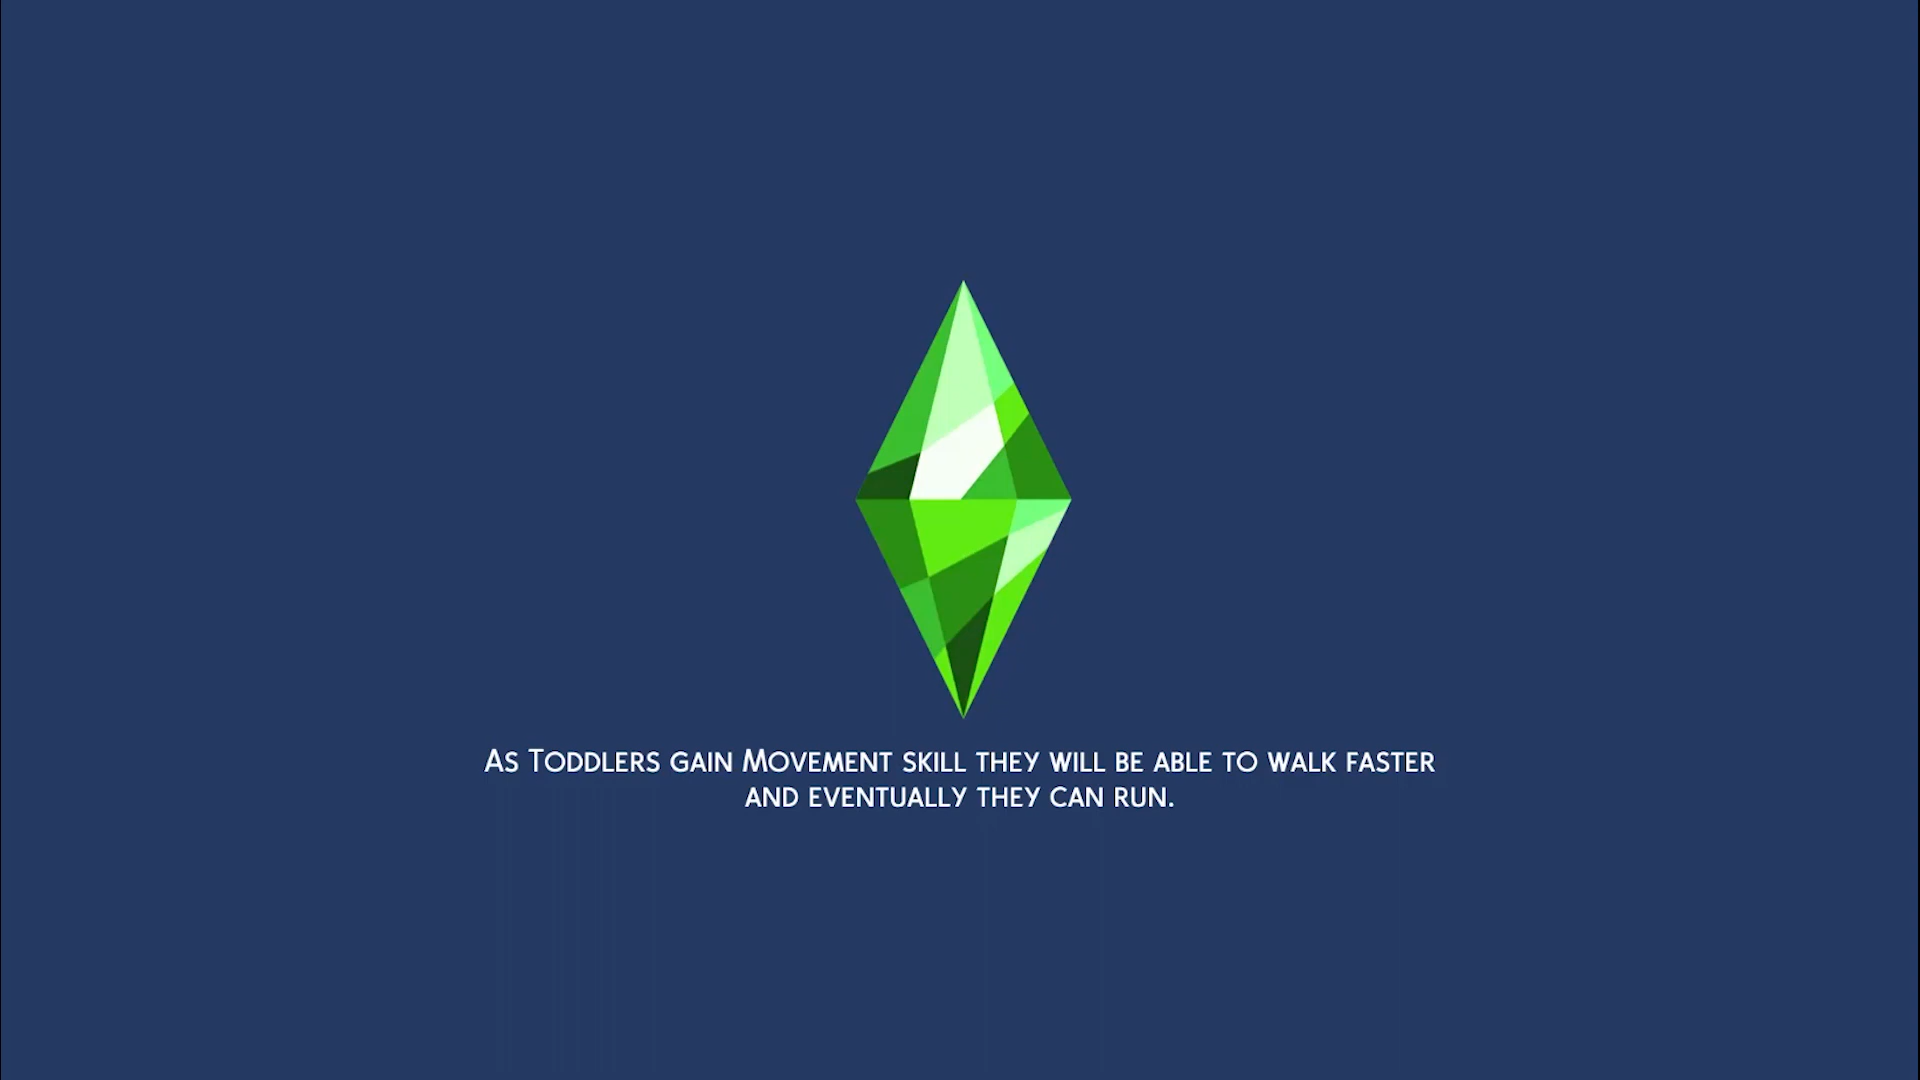 As Toddlers gain Movement skill they will be able to walk faster
and eventually they can run.